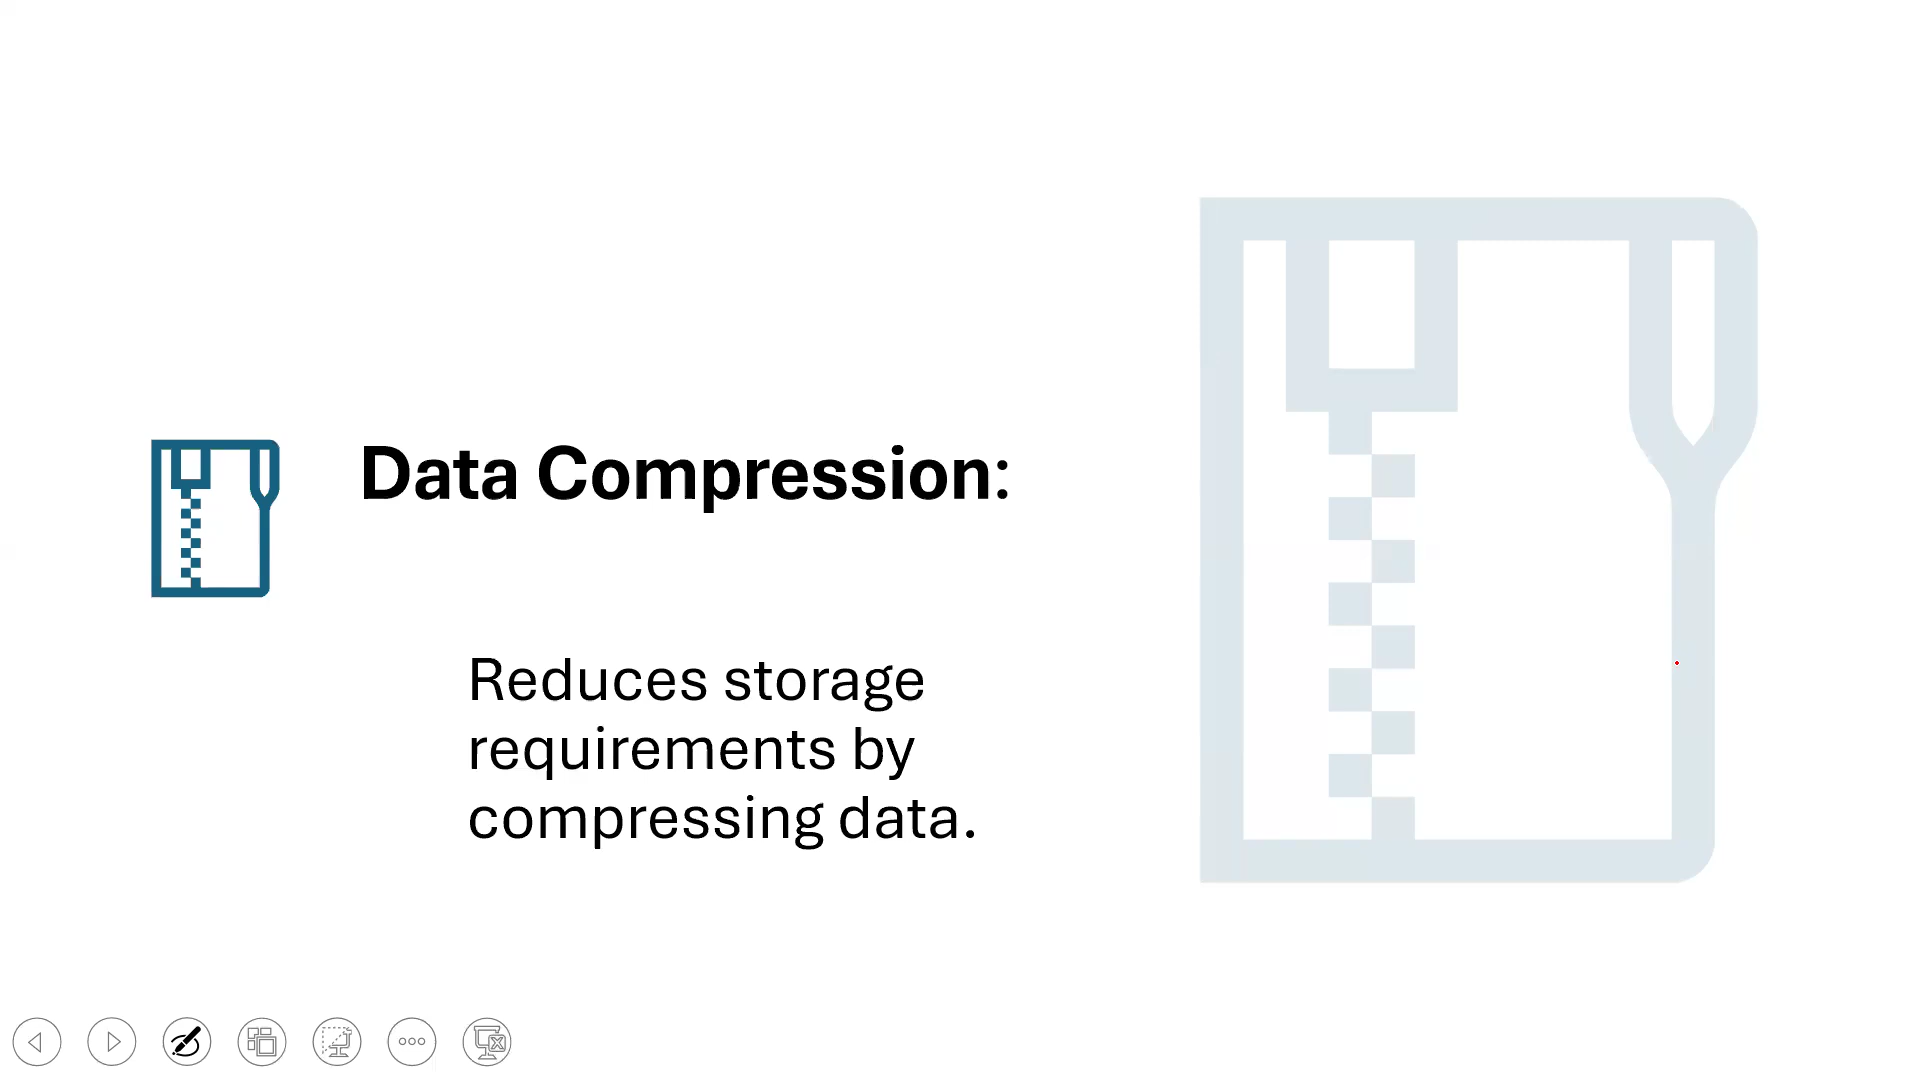 Data Compression:
Reduces storage
requirements by
compressing data.